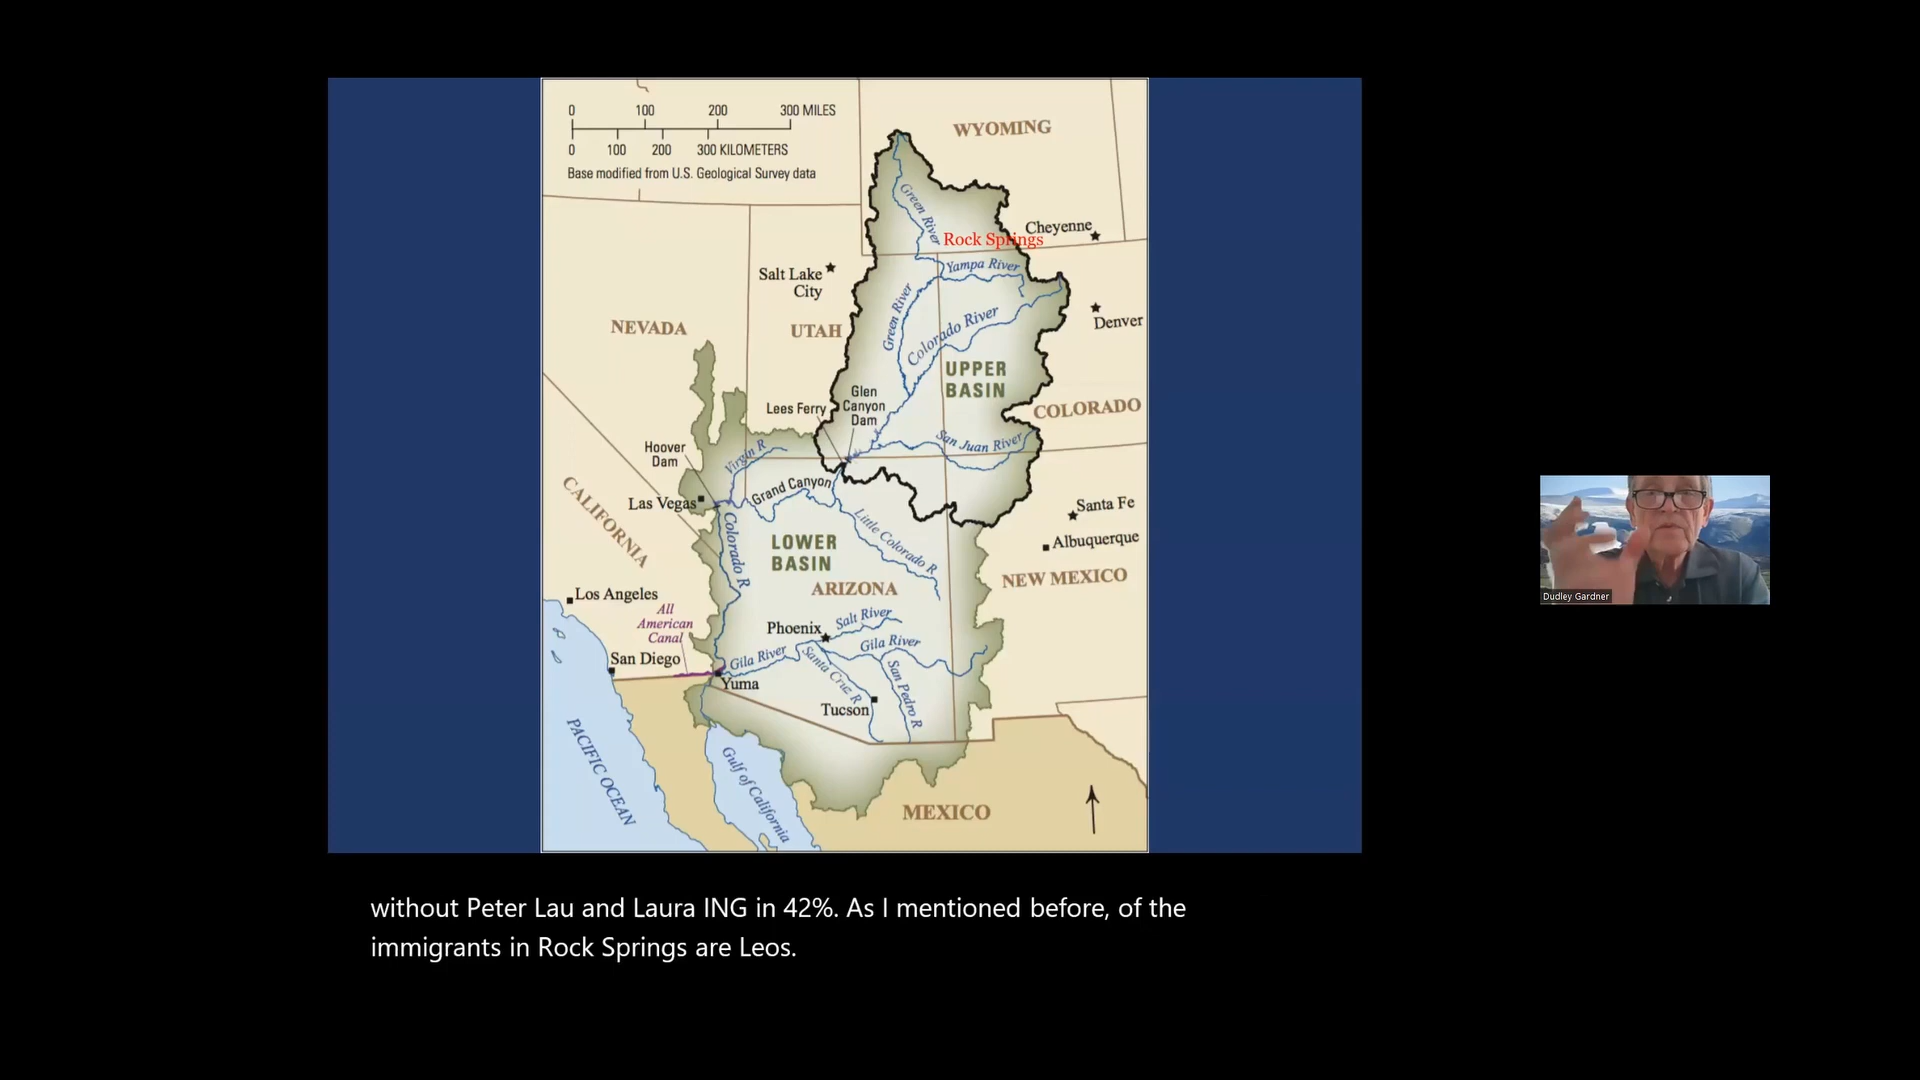 0 100 200 300 MILES
0 100 200 300 KILOMETERS
Base modified from U.S. Geological Survey data
WYOMING
Green River
Cheyenne
Rock Springs
Yampa River
Salt Lake
City
Green River
Colorado River
Denver
NEVADA
UTAH
UPPER
BASIN
Glen
Canyon
Dam
Lees Ferry
COLORADO
San Juan River
Hoover
Dam
Virgin R
Grand Canyon
Las Vegas
Santa Fe
CALIFORNIA
Colorado R
Little Colorado R
LOWER
BASIN
Albuquerque
ARIZONA
NEW MEXICO
Los Angeles
All
American
Canal
Phoenix
Salt River
Gila River
San Diego
Gila River
Santa Cruz R
San Pedro R
Yuma
Tucson
PACIFIC OCEAN
Gulf of California
MEXICO
Dudley Gardner
without Peter Lau and Laura ING in 42%. As I mentioned before, of the
immigrants in Rock Springs are Leos.